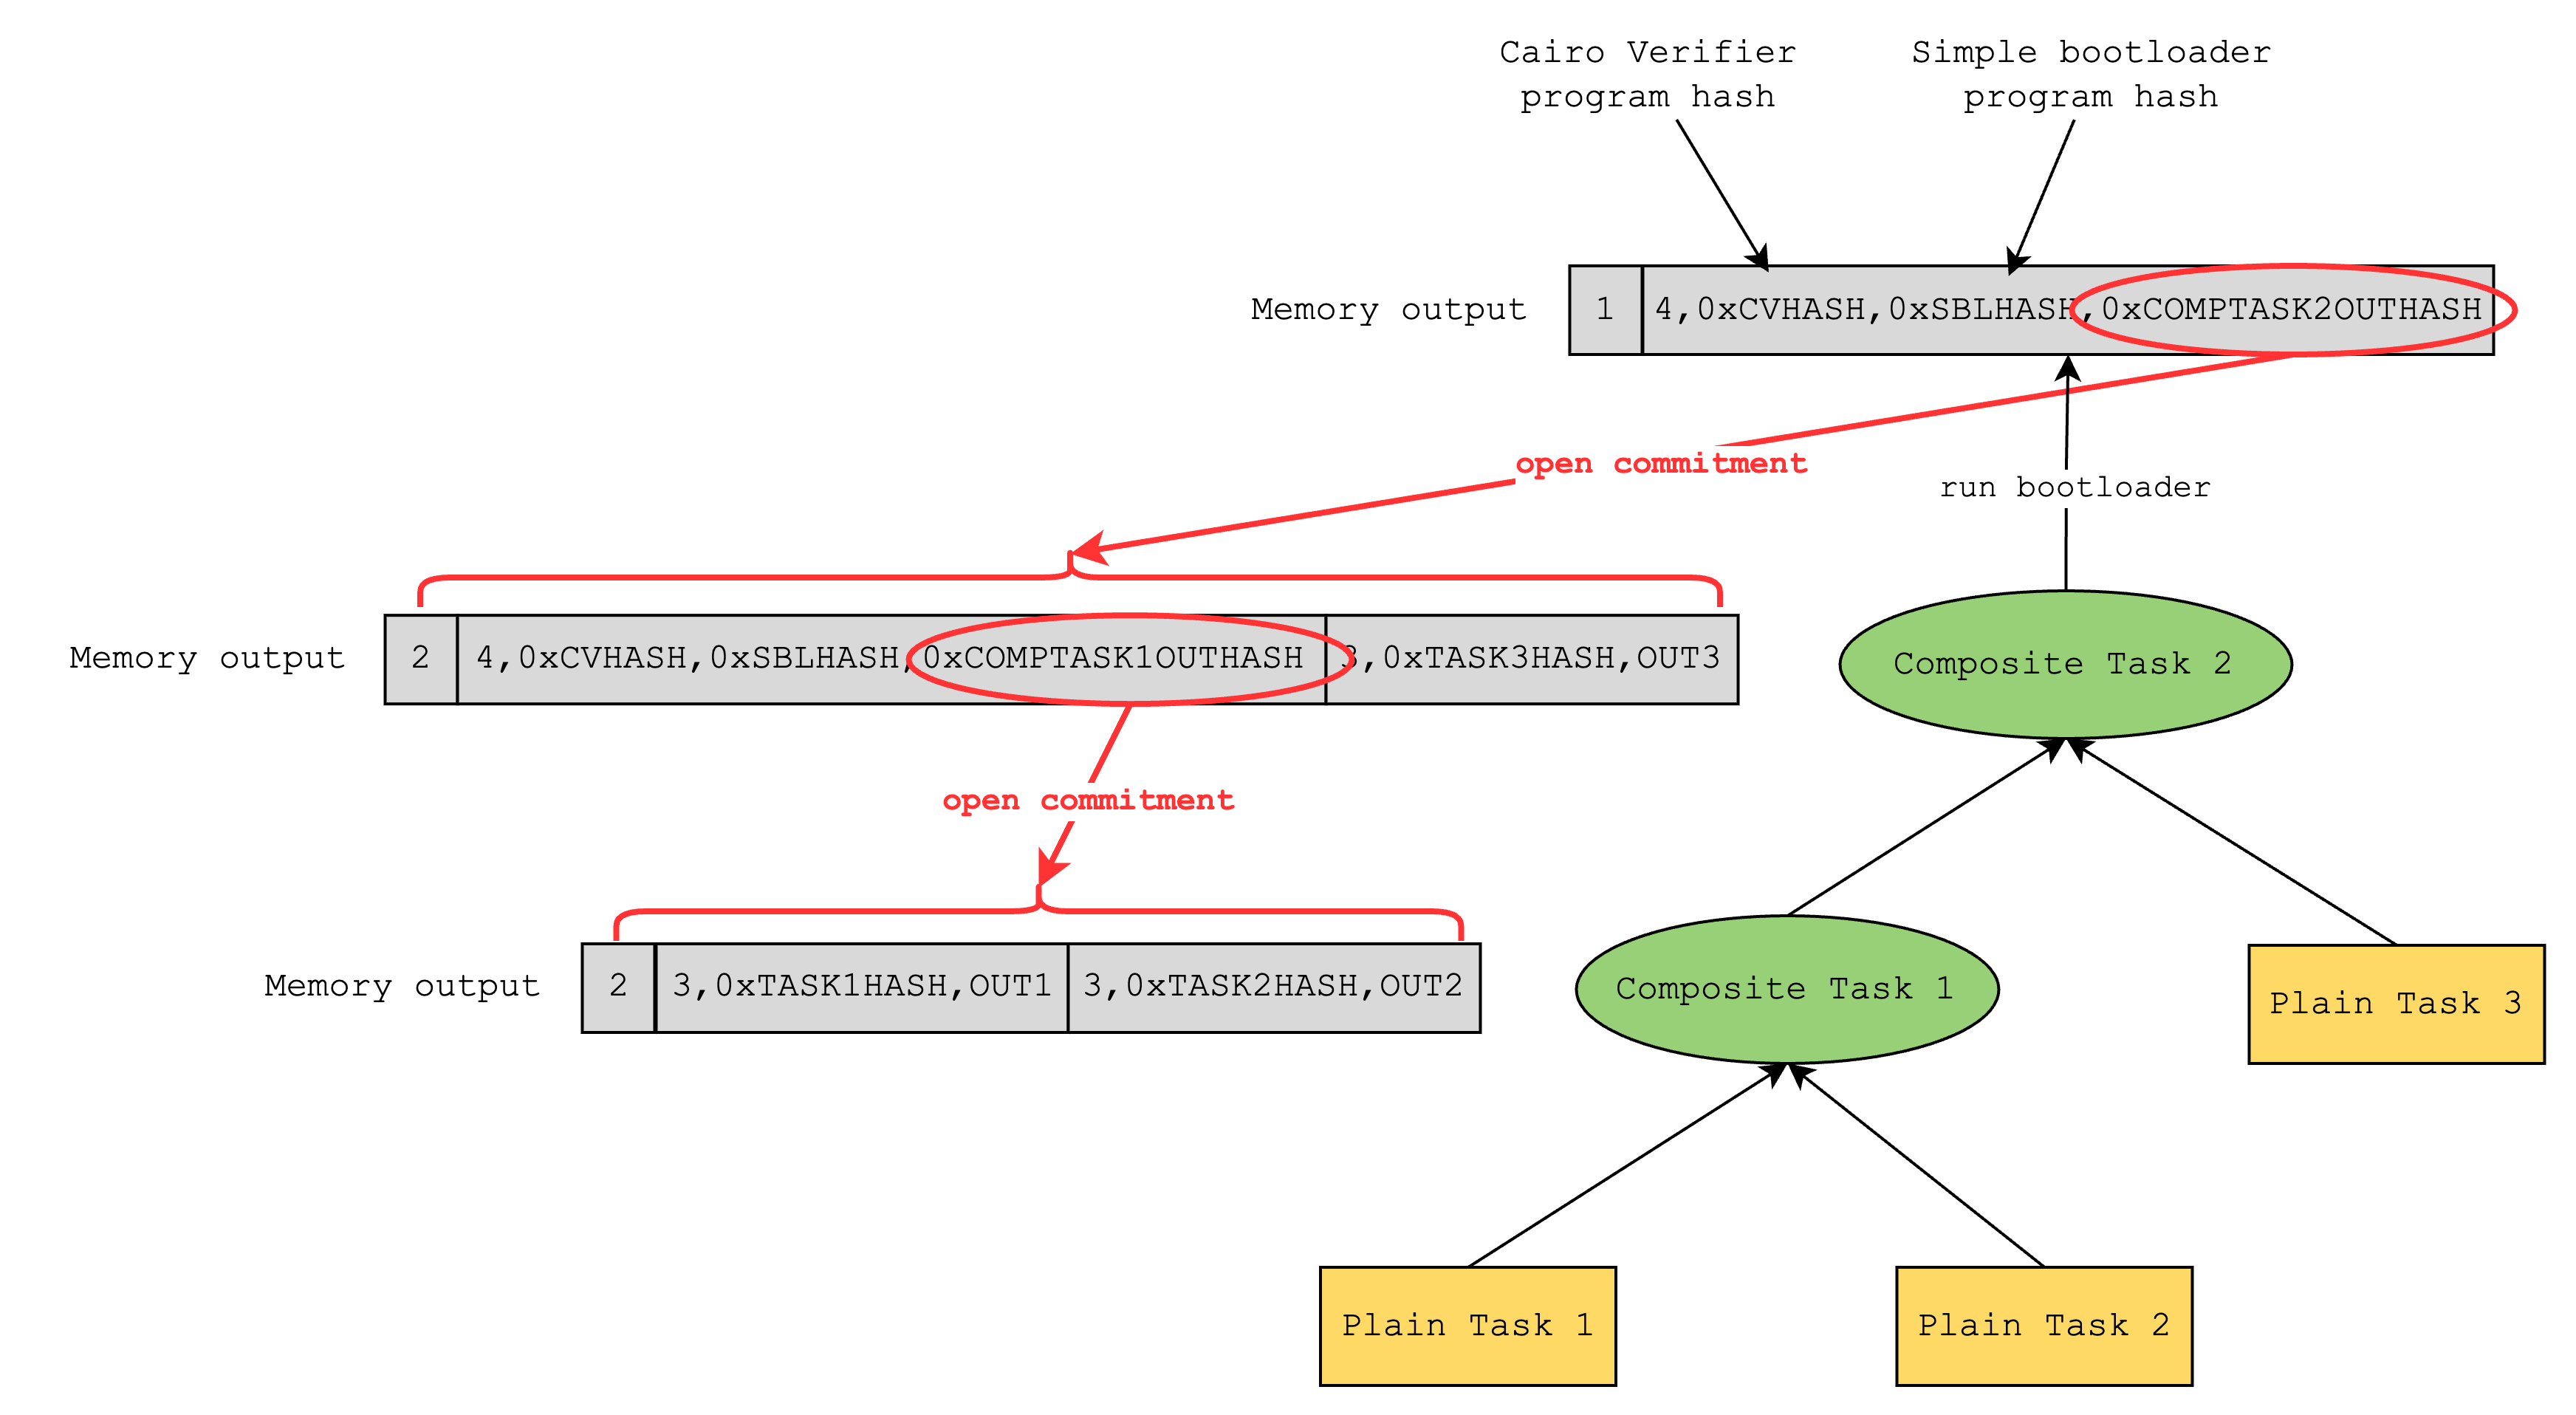 Cairo Verifier
program hash
Simple bootloader
program hash
Memory output
1
4,0xCVHASH,0xSBLHASH,0xCOMPTASK2OUTHASH
open commitment
run bootloader
Memory output
2
4,0xCVHASH,0xSBLHASH,0xCOMPTASK1OUTHASH
3,0xTASK3HASH,OUT3
Composite Task 2
open commitment
Memory output
2
3,0xTASK1HASH,OUT1
3,0xTASK2HASH,OUT2
Composite Task 1
Plain Task 3
Plain Task 1
Plain Task 2